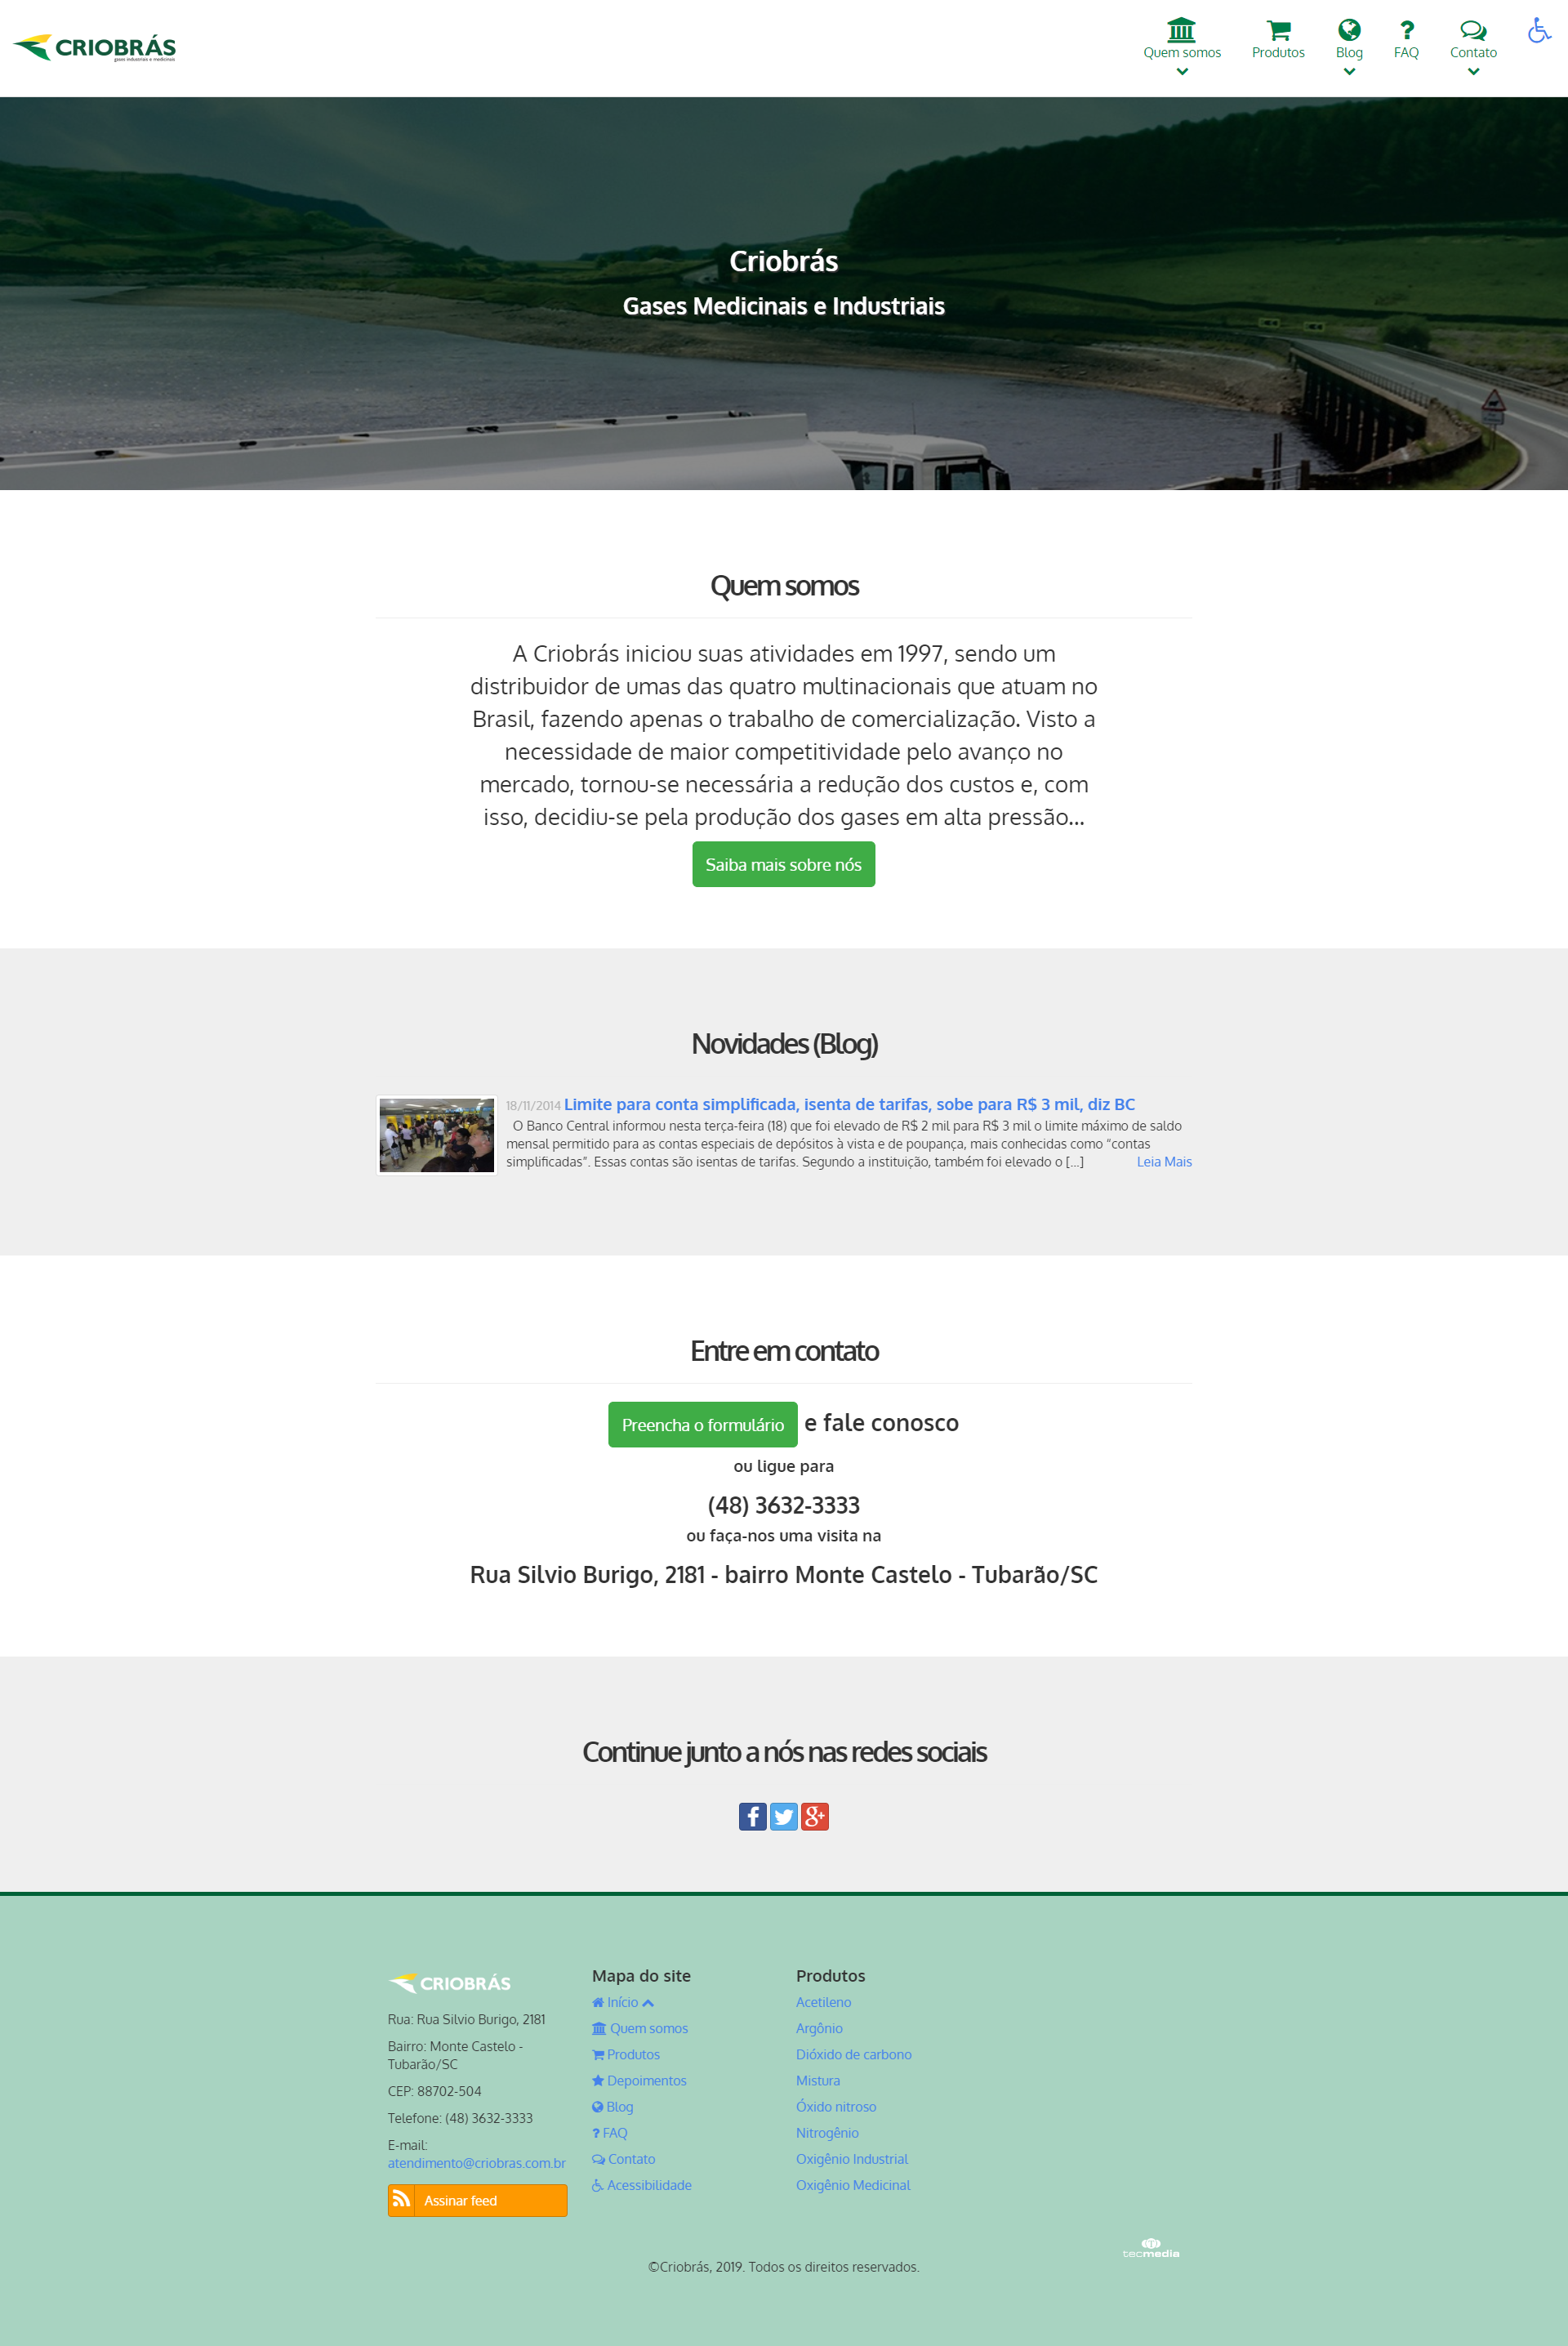 CRIOBRÁS
gases industriais e medicinais
Quem somos
Produtos
Blog
FAQ
Contato
Criobrás
Gases Medicinais e Industriais
Quem somos
A Criobrás iniciou suas atividades em 1997, sendo um
distribuidor de umas das quatro multinacionais que atuam no
Brasil, fazendo apenas o trabalho de comercialização. Visto a
necessidade de maior competitividade pelo avanço no
mercado, tornou-se necessária a redução dos custos e, com
isso, decidiu-se pela produção dos gases em alta pressão...
Saiba mais sobre nós
Novidades (Blog)
18/11/2014 Limite para conta simplificada, isenta de tarifas, sobe para R$ 3 mil, diz BC
O Banco Central informou nesta terça-feira (18) que foi elevado de R$ 2 mil para R$ 3 mil o limite máximo de saldo
mensal permitido para as contas especiais de depósitos à vista e de poupança, mais conhecidas como “contas
simplificadas”. Essas contas são isentas de tarifas. Segundo a instituição, também foi elevado o [...] Leia Mais
Entre em contato
Preencha o formulário e fale conosco
ou ligue para
(48) 3632-3333
ou faça-nos uma visita na
Rua Silvio Burigo, 2181 - bairro Monte Castelo - Tubarão/SC
Continue junto a nós nas redes sociais
CRIOBRÁS
Rua: Rua Silvio Burigo, 2181
Bairro: Monte Castelo -
Tubarão/SC
CEP: 88702-504
Telefone: (48) 3632-3333
E-mail:
atendimento@criobras.com.br
Assinar feed
Mapa do site
Início
Quem somos
Produtos
Depoimentos
Blog
? FAQ
Contato
Acessibilidade
Produtos
Acetileno
Argônio
Dióxido de carbono
Mistura
Óxido nitroso
Nitrogênio
Oxigênio Industrial
Oxigênio Medicinal
tecmedia
©Criobrás, 2019. Todos os direitos reservados.